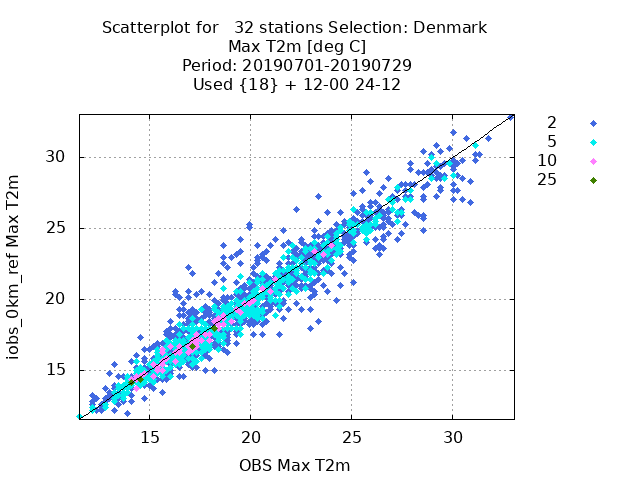 Scatterplot for   32 stations Selection: Denmark
Max T2m [deg C]
Period: 20190701-20190729
Used {18} + 12-00 24-12
2
5
10
25
iobs_0km_ref Max T2m
30
25
20
15
15 20 25 30
OBS Max T2m